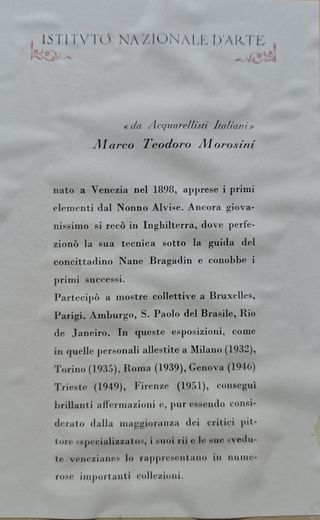 ISTITVTO NAZIONALE D'ARTE
« da Acquarellisti Italiani »
Marco Teodoro Morosini
nato a Venezia nel 1898, apprese i primi
elementi dal Nonno Alvise. Ancora giova-
nissimo si recò in Inghilterra, dove perfe-
zionò la sua tecnica sotto la guida del
concittadino Nane Bragadin e conobbe i
primi successi.
Partecipò a mostre collettive a Bruxelles,
Parigi, Amburgo, S. Paolo del Brasile, Rio
de Janeiro. In queste esposizioni, come
in quelle personali allestite a Milano (1932),
Torino (1935), Roma (1939), Genova (1946)
Trieste (1949), Firenze (1951), conseguì
brillanti affermazioni e, pur essendo consi-
derato dalla maggioranza dei critici pit-
tore «specializzato», i suoi rii e le sue «vedu-
te veneziane» lo rappresentano in nume-
rose importanti collezioni.